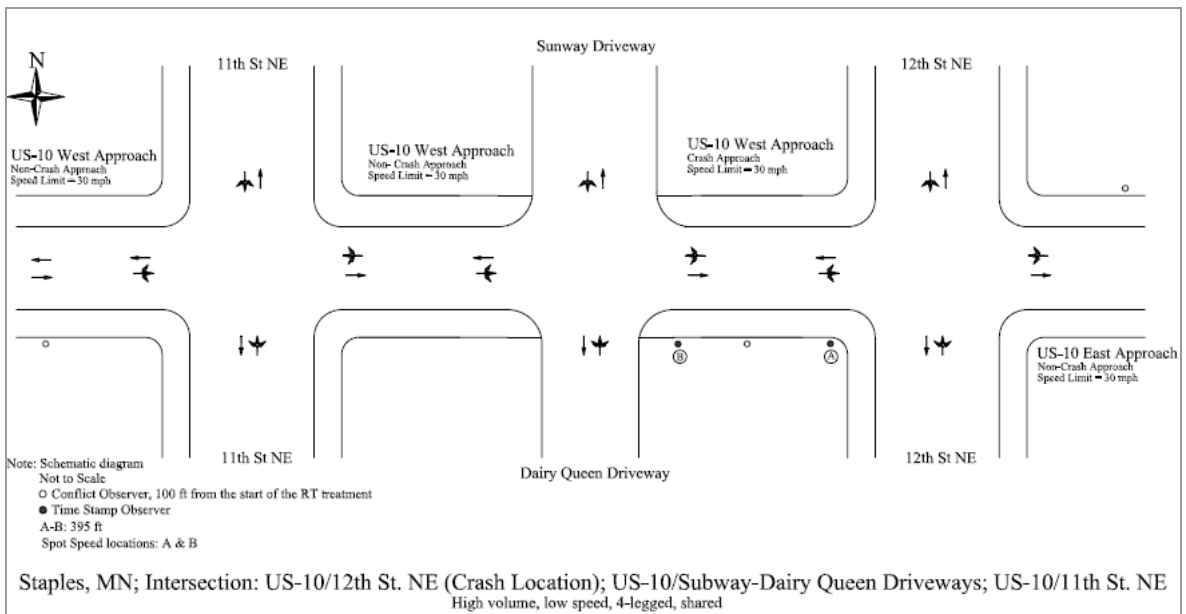 Sunway Driveway
N
11th St NE
12th St NE
US-10 West Approach
Non-Crash Approach
Speed Limit = 30 mph
US-10 West Approach
Non- Crash Approach
Speed Limit = 30 mph
US-10 West Approach
Crash Approach
Speed Limit = 30 mph
B
A
US-10 East Approach
Non-Crash Approach
Speed Limit = 30 mph
11th St NE
Dairy Queen Driveway
12th St NE
Note: Schematic diagram
Not to Scale
Conflict Observer, 100 ft from the start of the RT treatment
Time Stamp Observer
A-B: 395 ft
Spot Speed locations: A & B
Staples, MN; Intersection: US-10/12th St. NE (Crash Location); US-10/Subway-Dairy Queen Driveways; US-10/11th St. NE
High volume, low speed, 4-legged, shared